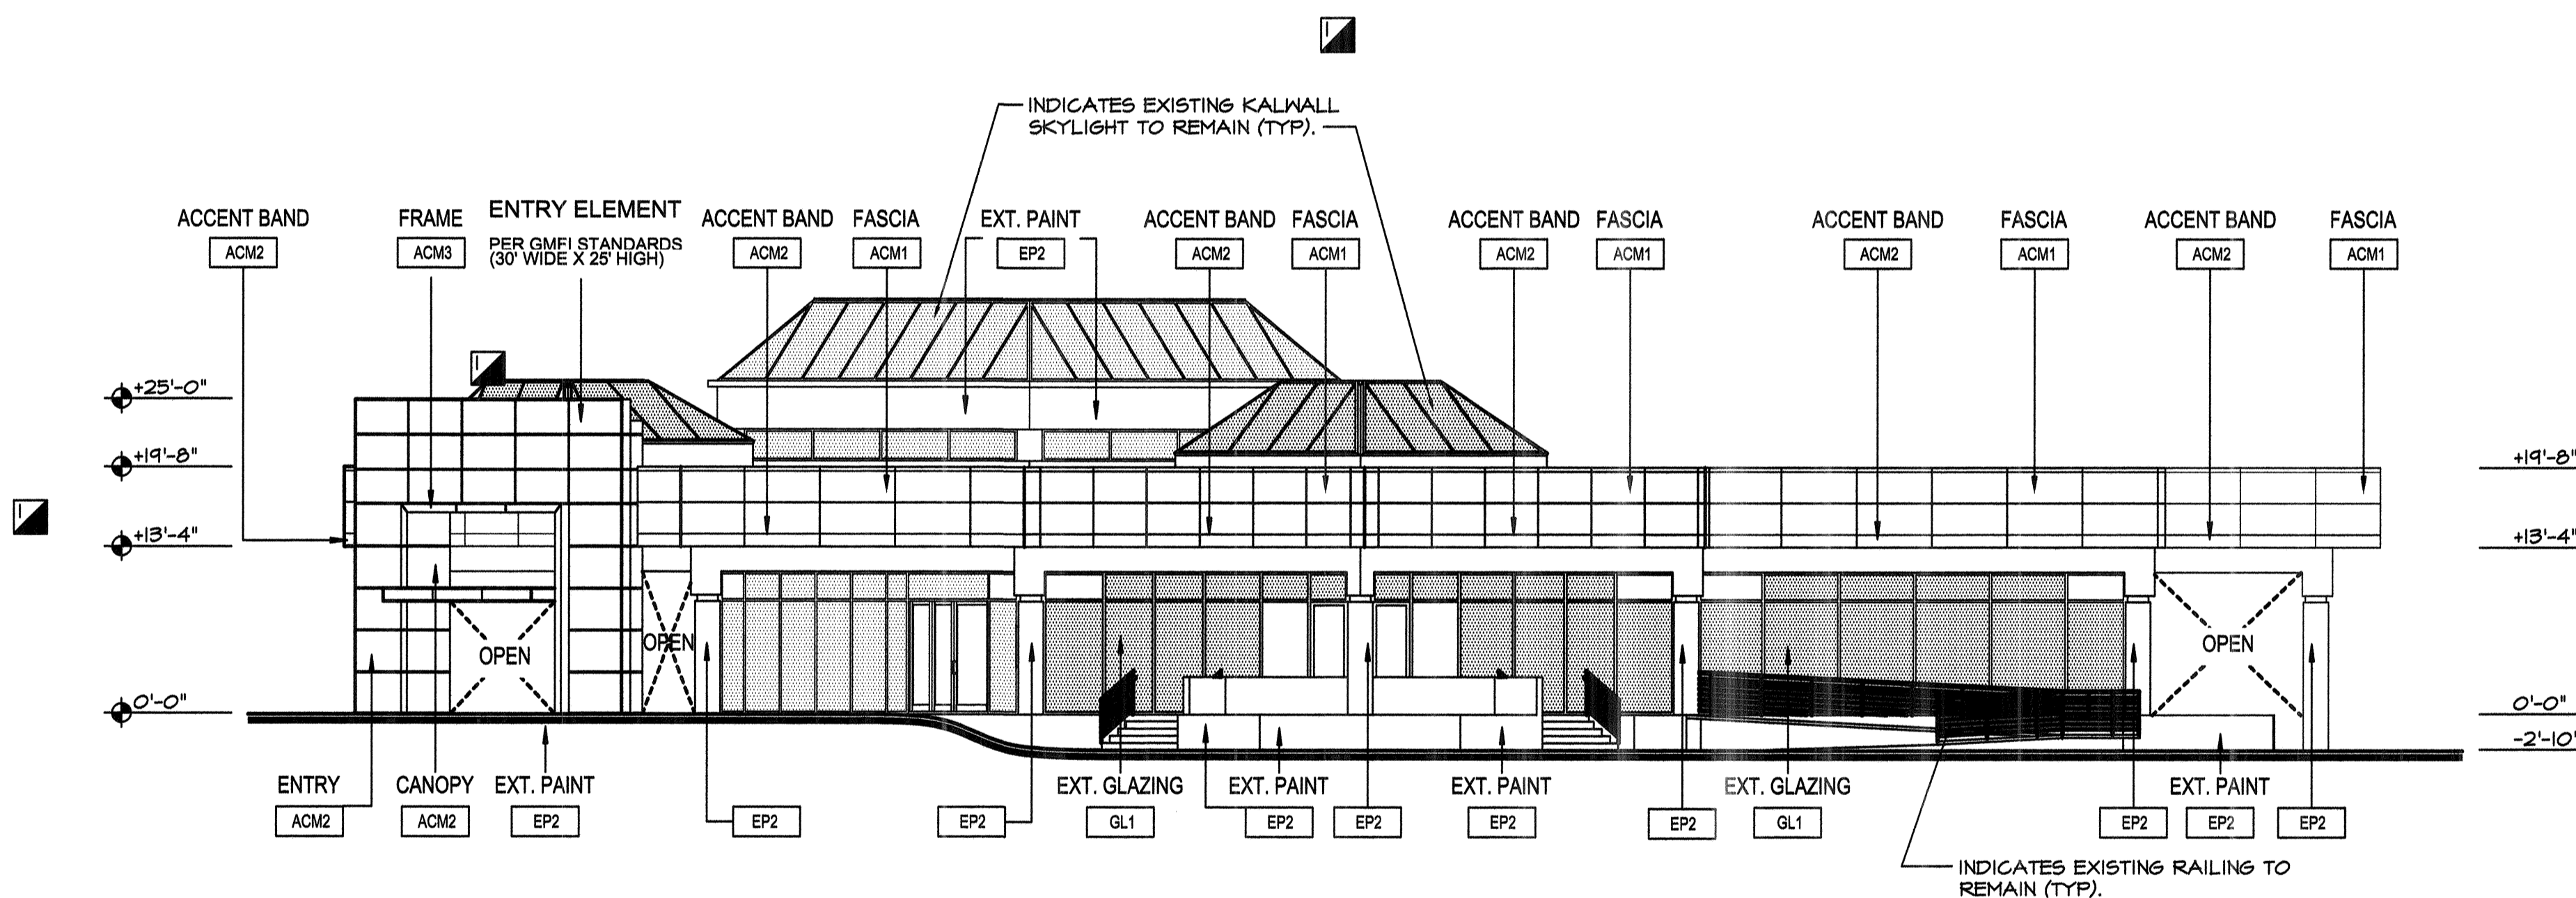 INDICATES EXISTING KALWALL
SKYLIGHT TO REMAIN (TYP).
ACCENT BAND
ACM2
FRAME
ACM3
ENTRY ELEMENT
PER GMFI STANDARDS
(30' WIDE X 25' HIGH)
ACCENT BAND
ACM2
FASCIA
ACM1
EXT. PAINT
EP2
ACCENT BAND
ACM2
FASCIA
ACM1
ACCENT BAND
ACM2
FASCIA
ACM1
ACCENT BAND
ACM2
FASCIA
ACM1
ACCENT BAND
ACM2
FASCIA
ACM1
+25'-0"
+19'-8"
+19'-8"
+13'-4"
+13'-4"
OPEN
OPEN
OPEN
0'-0"
0'-0"
-2'-10"
ENTRY
ACM2
CANOPY
ACM2
EXT. PAINT
EP2
EP2
EP2
EXT. GLAZING
GL1
EXT. PAINT
EP2
EP2
EXT. PAINT
EP2
EP2
EXT. GLAZING
GL1
EP2
EXT. PAINT
EP2
EP2
INDICATES EXISTING RAILING TO
REMAIN (TYP).